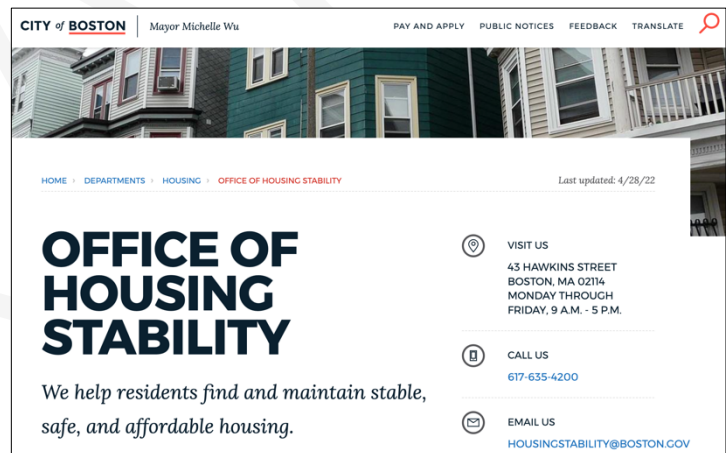 CITY of BOSTON
Mayor Michelle Wu
PAY AND APPLY PUBLIC NOTICES FEEDBACK TRANSLATE
HOME › DEPARTMENTS › HOUSING › OFFICE OF HOUSING STABILITY
Last updated: 4/28/22
OFFICE OF
HOUSING
STABILITY
We help residents find and maintain stable,
safe, and affordable housing.
VISIT US
43 HAWKINS STREET
BOSTON, MA 02114
MONDAY THROUGH
FRIDAY, 9 A.M. - 5 P.M.
CALL US
617-635-4200
EMAIL US
HOUSINGSTABILITY@BOSTON.GOV